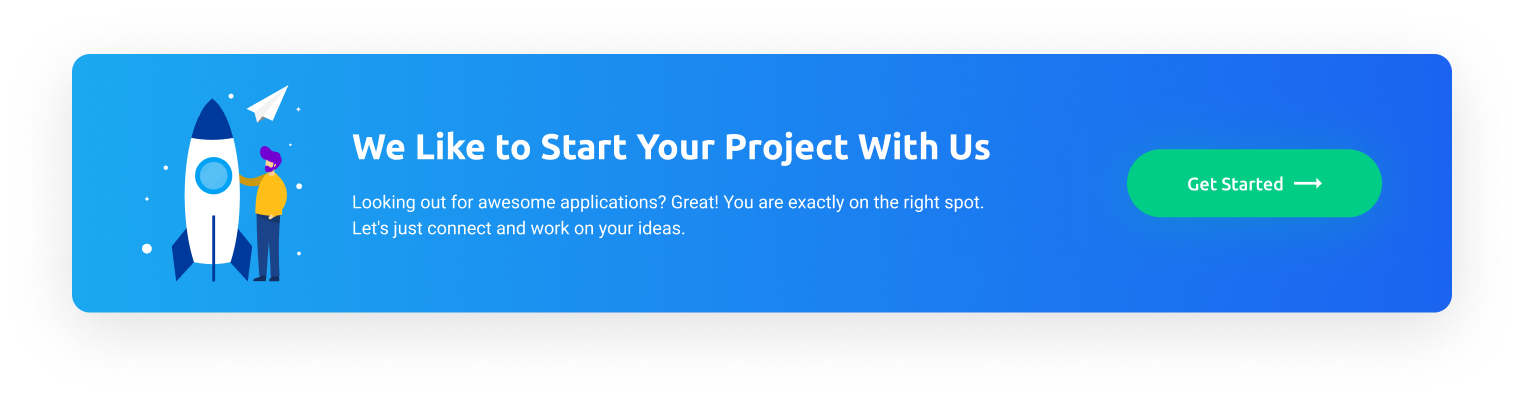 We Like to Start Your Project With Us
Looking out for awesome applications? Great! You are exactly on the right spot.
Let's just connect and work on your ideas.
Get Started